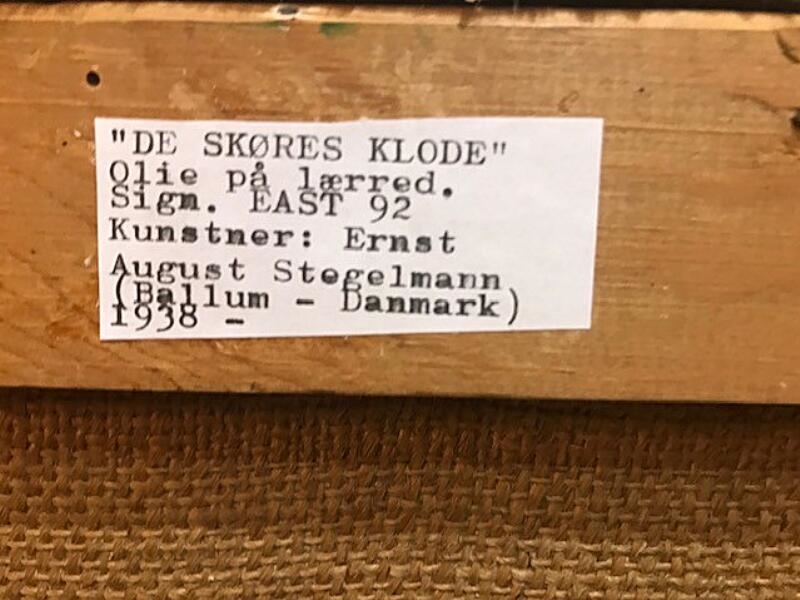 "DE SKØRES KLODE"
Olie på lærred.
Sign. EAST 92
Kunstner: Ernst
August Stegelmann
(Ballum - Danmark)
1938 -